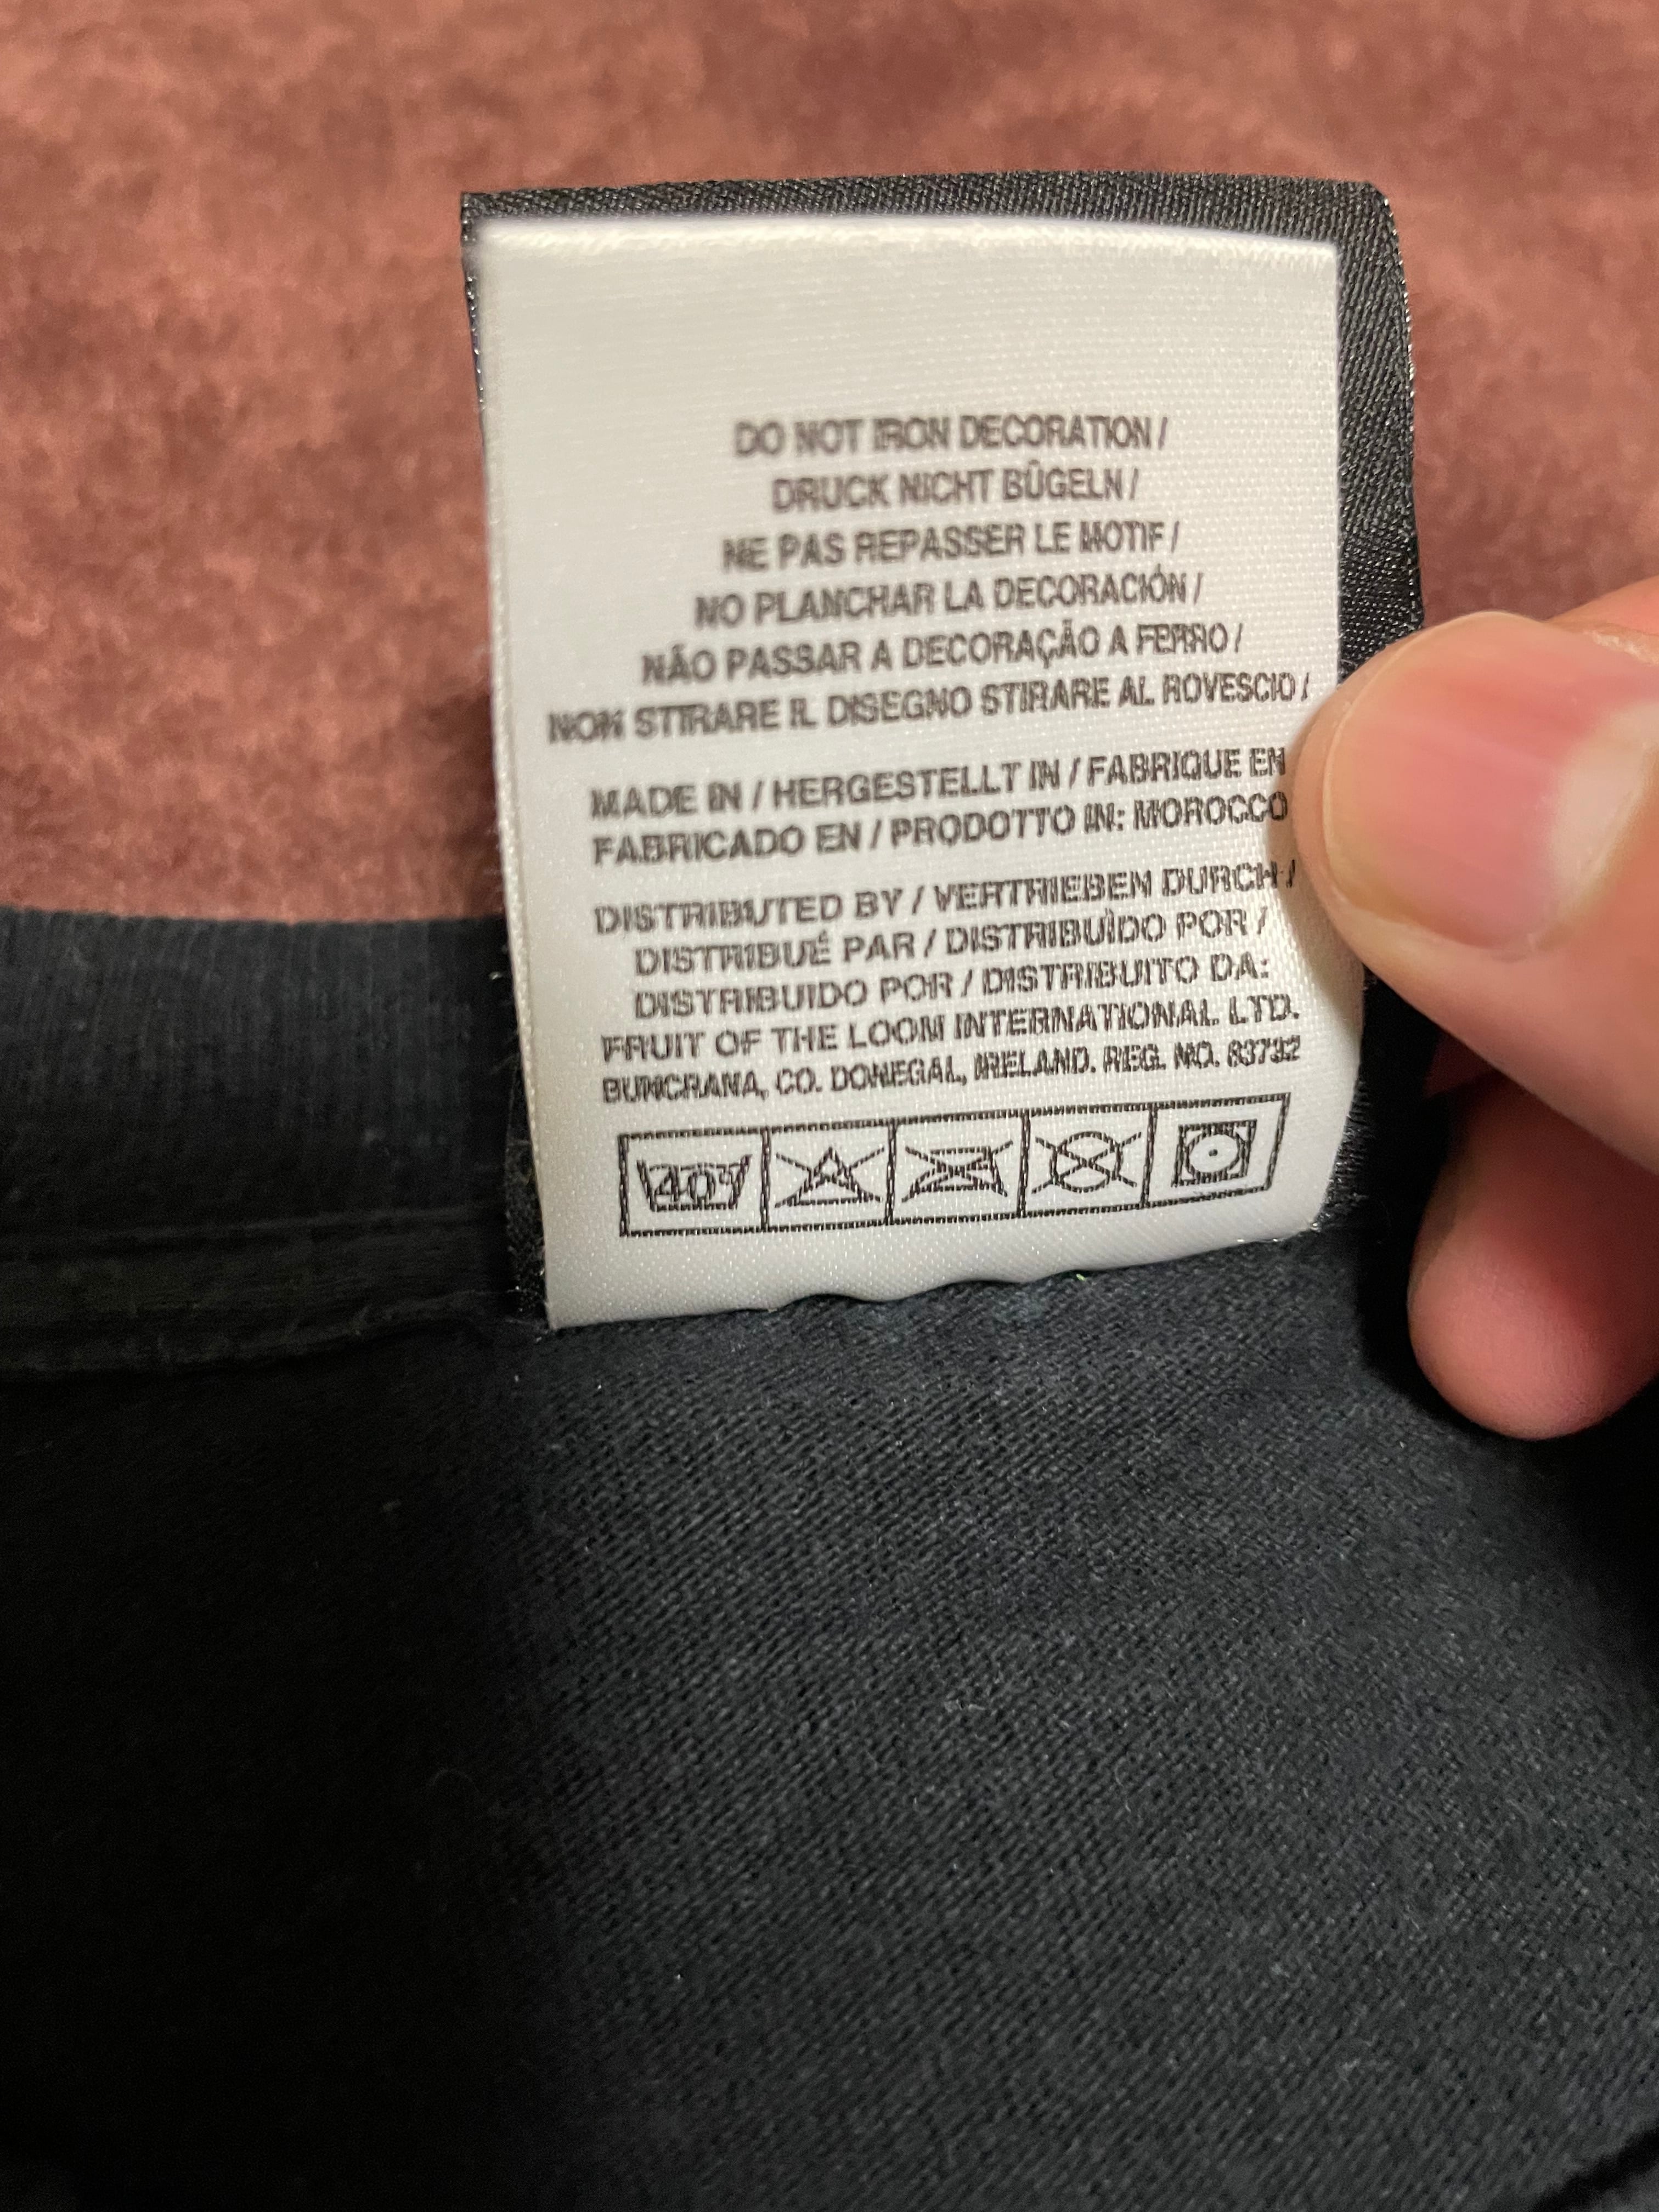 DO NOT IRON DECORATION /
DRUCK NICHT BÜGELN /
NE PAS REPASSER LE MOTIF /
NO PLANCHAR LA DECORACIÓN /
NÃO PASSAR A DECORAÇÃO A FERRO /
NON STIRARE IL DISEGNO STIRARE AL ROVESCIO /
MADE IN / HERGESTELLT IN / FABRIQUE EN
FABRICADO EN / PRODOTTO IN: MOROCCO
DISTRIBUTED BY / VERTRIEBEN DURCH /
DISTRIBUÉ PAR / DISTRIBUÍDO POR /
DISTRIBUIDO POR / DISTRIBUITO DA:
FRUIT OF THE LOOM INTERNATIONAL LTD.
BUNCRANA, CO. DONEGAL, IRELAND. REG. NO. 63732
40°